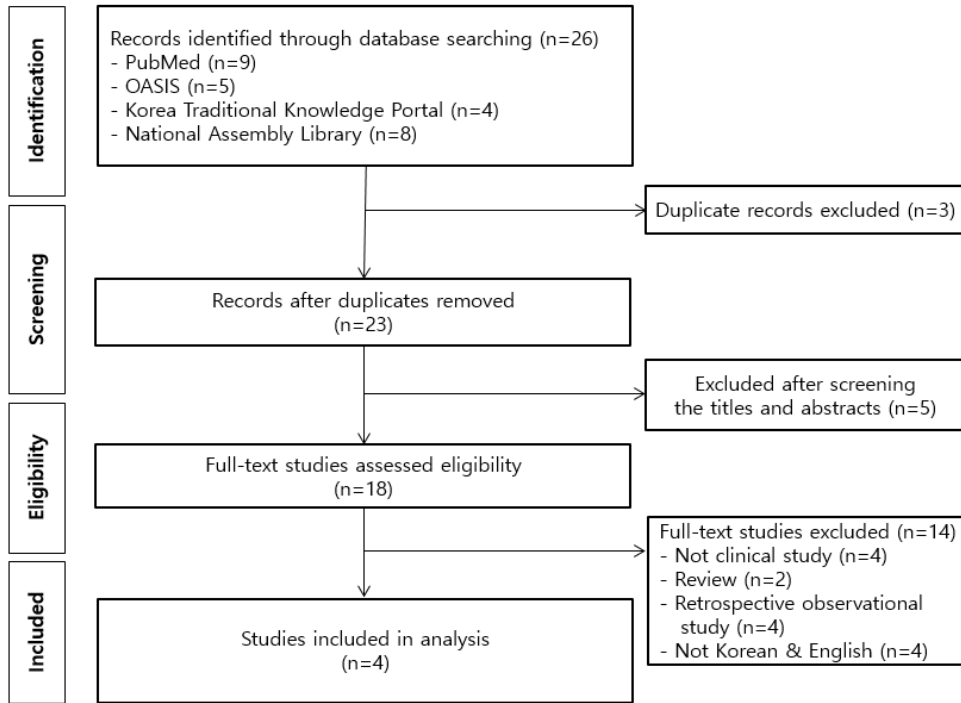 Identification
Records identified through database searching (n=26)
- PubMed (n=9)
- OASIS (n=5)
- Korea Traditional Knowledge Portal (n=4)
- National Assembly Library (n=8)
Duplicate records excluded (n=3)
Screening
Records after duplicates removed
(n=23)
Excluded after screening
the titles and abstracts (n=5)
Eligibility
Full-text studies assessed eligibility
(n=18)
Full-text studies excluded (n=14)
- Not clinical study (n=4)
- Review (n=2)
- Retrospective observational
study (n=4)
- Not Korean & English (n=4)
Included
Studies included in analysis
(n=4)